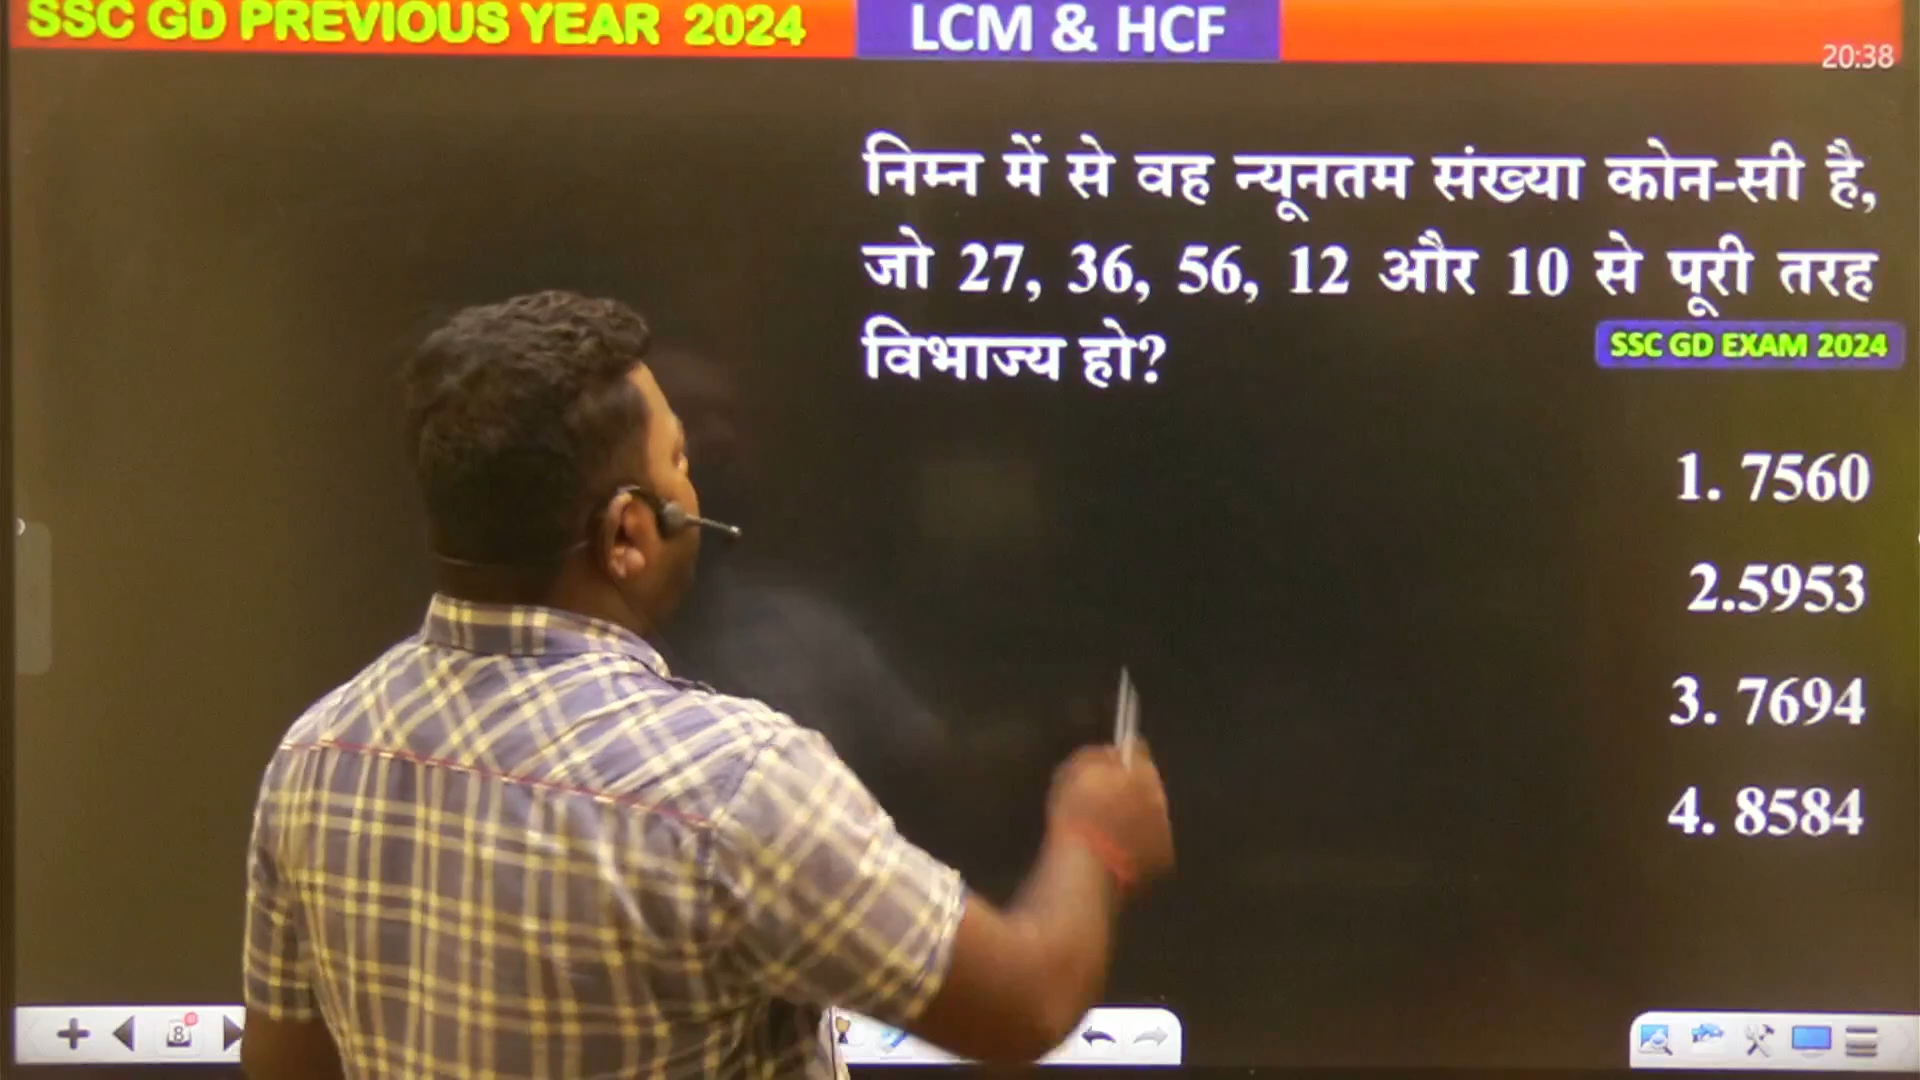 SSC GD PREVIOUS YEAR 2024
LCM & HCF
20:38
निम्न में से वह न्यूनतम संख्या कोन-सी है,
जो 27, 36, 56, 12 और 10 से पूरी तरह
विभाज्य हो?
SSC GD EXAM 2024
1. 7560
2.5953
3. 7694
4. 8584
8